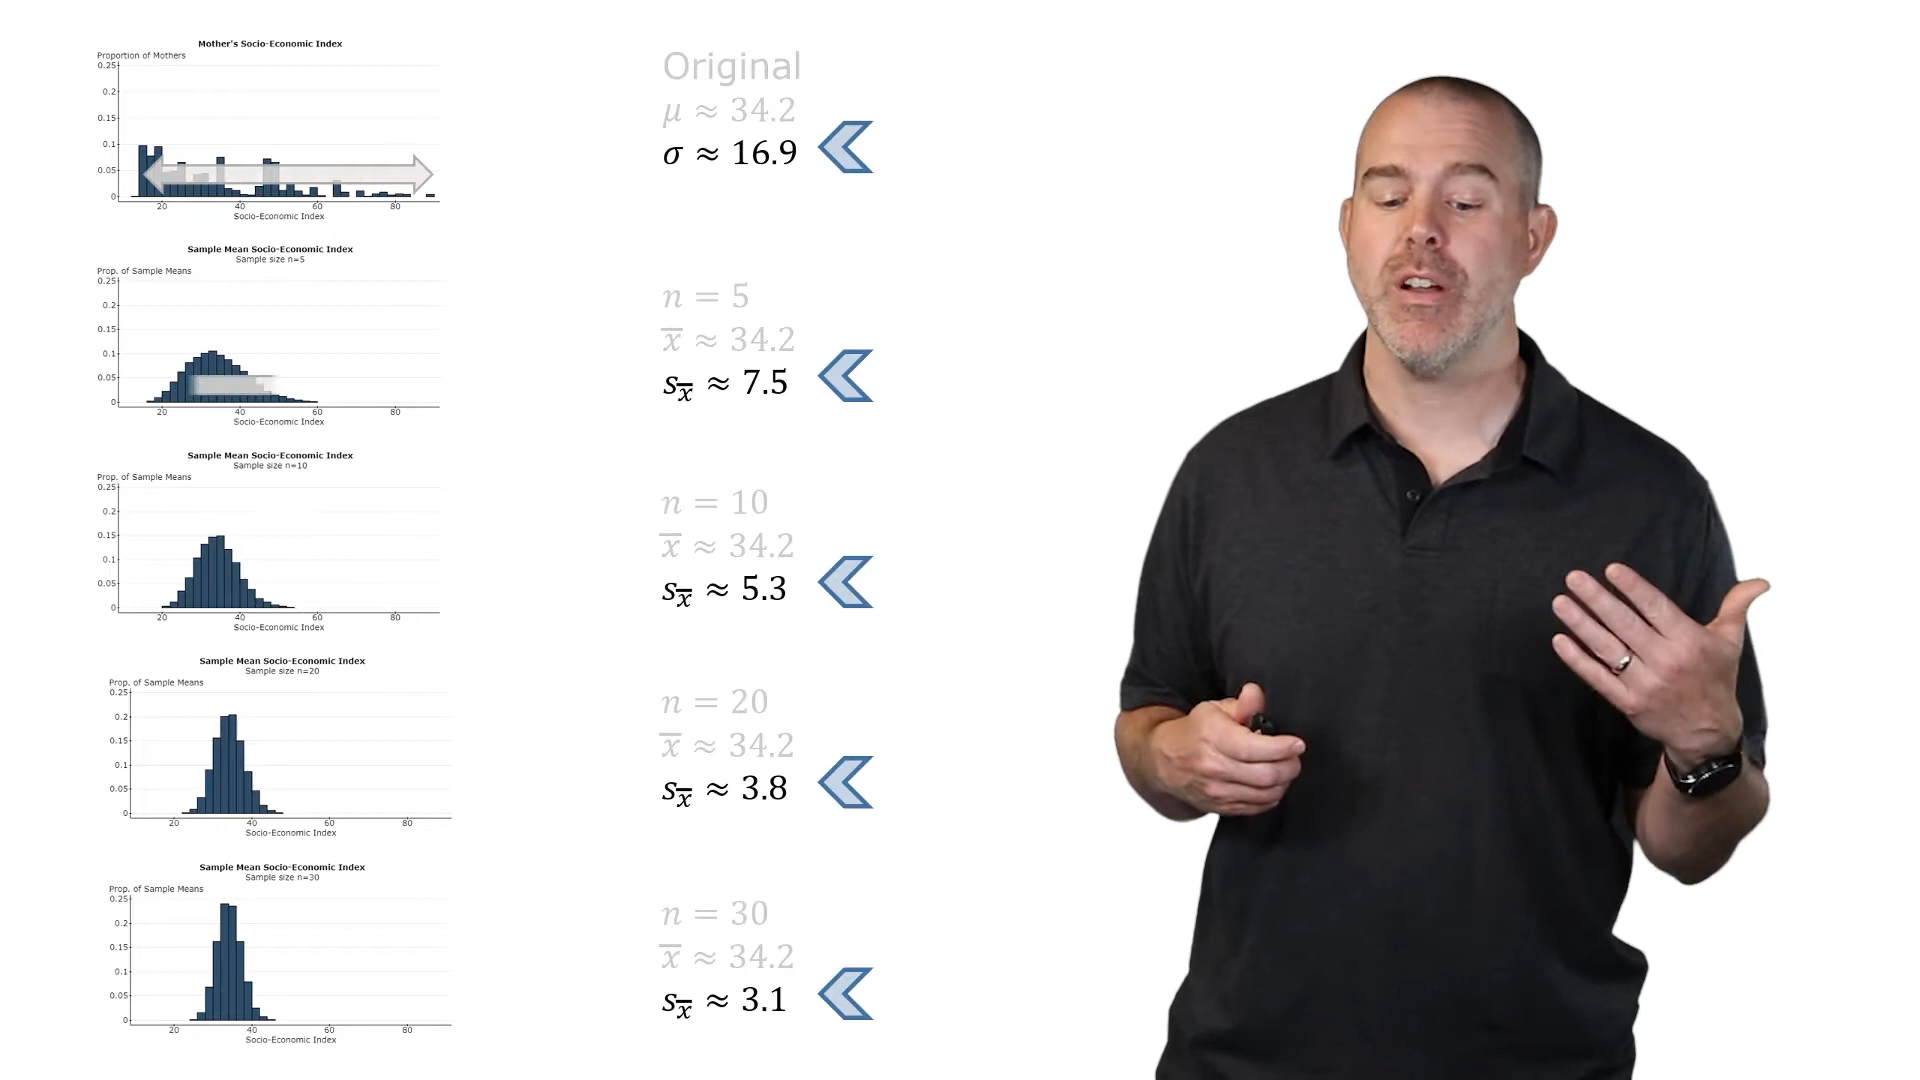 Mother's Socio-Economic Index
Proportion of Mothers
0.25
0.2
0.15
0.1
0.05
0
20 40 60 80
Socio-Economic Index
Original
μ ≈ 34.2
σ ≈ 16.9
Sample Mean Socio-Economic Index
Sample size n=5
Prop. of Sample Means
0.25
0.2
0.15
0.1
0.05
0
20 40 60 80
Socio-Economic Index
n = 5
x̅ ≈ 34.2
s_x̅ ≈ 7.5
Sample Mean Socio-Economic Index
Sample size n=10
Prop. of Sample Means
0.25
0.2
0.15
0.1
0.05
0
20 40 60 80
Socio-Economic Index
n = 10
x̅ ≈ 34.2
s_x̅ ≈ 5.3
Sample Mean Socio-Economic Index
Sample size n=20
Prop. of Sample Means
0.25
0.2
0.15
0.1
0.05
0
20 40 60 80
Socio-Economic Index
n = 20
x̅ ≈ 34.2
s_x̅ ≈ 3.8
Sample Mean Socio-Economic Index
Sample size n=30
Prop. of Sample Means
0.25
0.2
0.15
0.1
0.05
0
20 40 60 80
Socio-Economic Index
n = 30
x̅ ≈ 34.2
s_x̅ ≈ 3.1